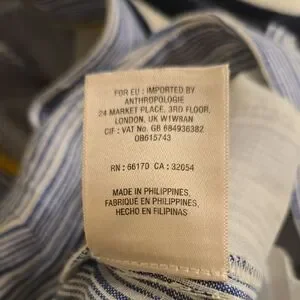 FOR EU : IMPORTED BY
ANTHROPOLOGIE
24 MARKET PLACE, 3RD FLOOR,
LONDON, UK W1W8AN
CIF : VAT No. GB 684936382
OB615743
RN : 66170 CA : 32054
MADE IN PHILIPPINES,
FABRIQUÉ EN PHILIPPINES,
HECHO EN FILIPINAS